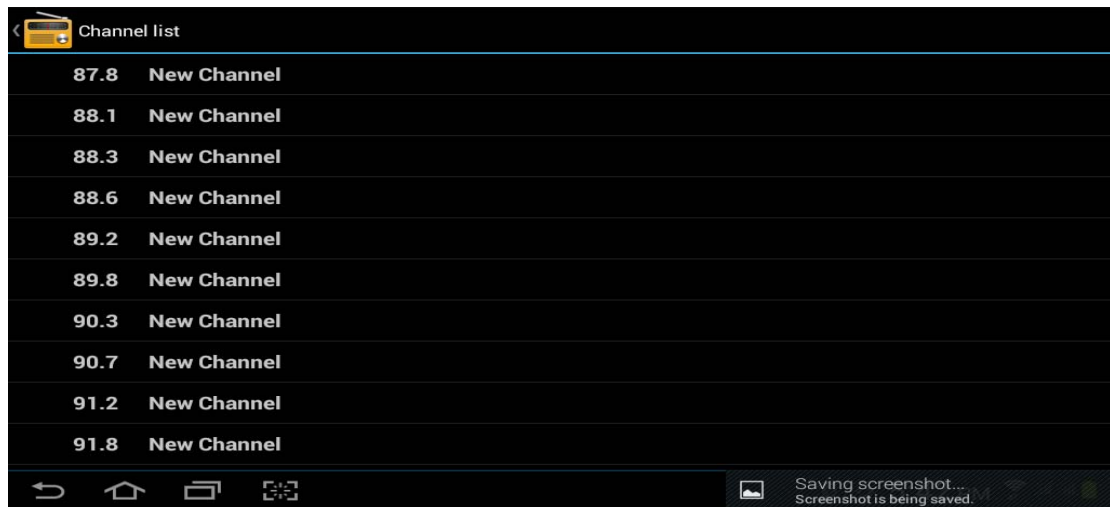 Channel list
87.8 New Channel
88.1 New Channel
88.3 New Channel
88.6 New Channel
89.2 New Channel
89.8 New Channel
90.3 New Channel
90.7 New Channel
91.2 New Channel
91.8 New Channel
Saving screenshot...
Screenshot is being saved.